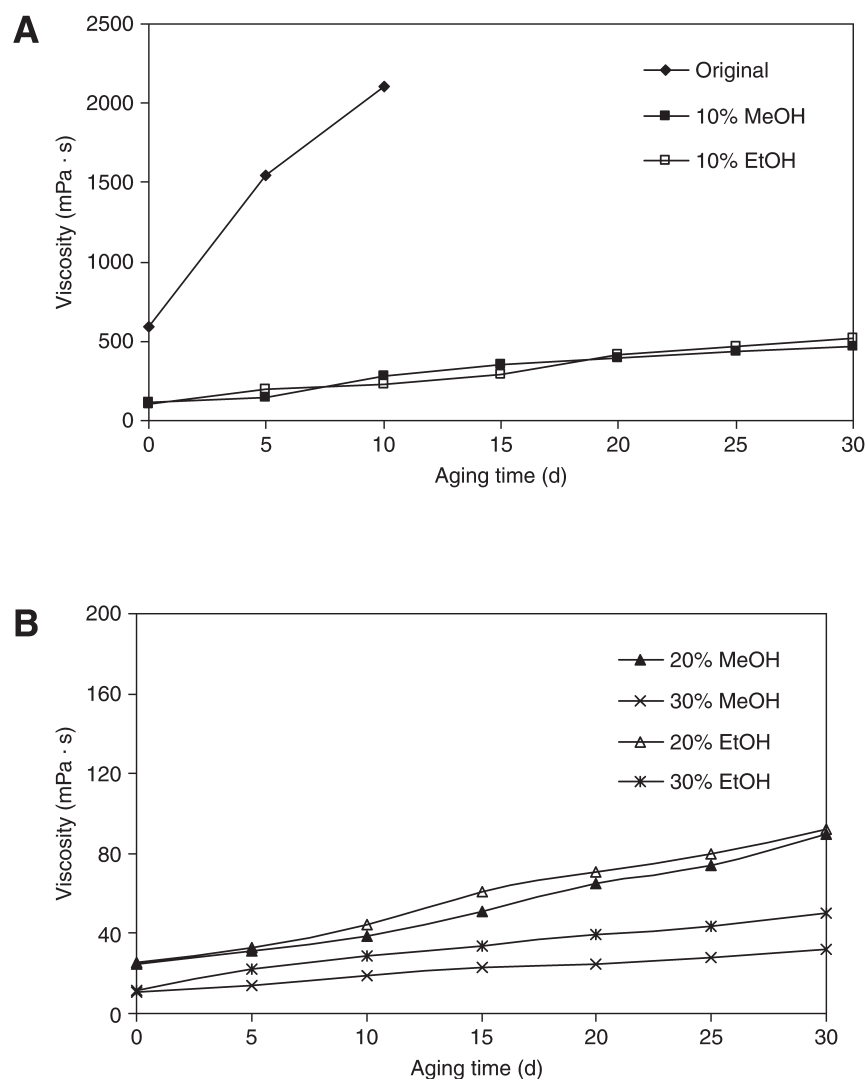 A
2500
2000
1500
1000
500
0
Viscosity (mPa · s)
Original
10% MeOH
10% EtOH
0 5 10 15 20 25 30
Aging time (d)
B
200
160
120
80
40
0
Viscosity (mPa · s)
20% MeOH
30% MeOH
20% EtOH
30% EtOH
0 5 10 15 20 25 30
Aging time (d)